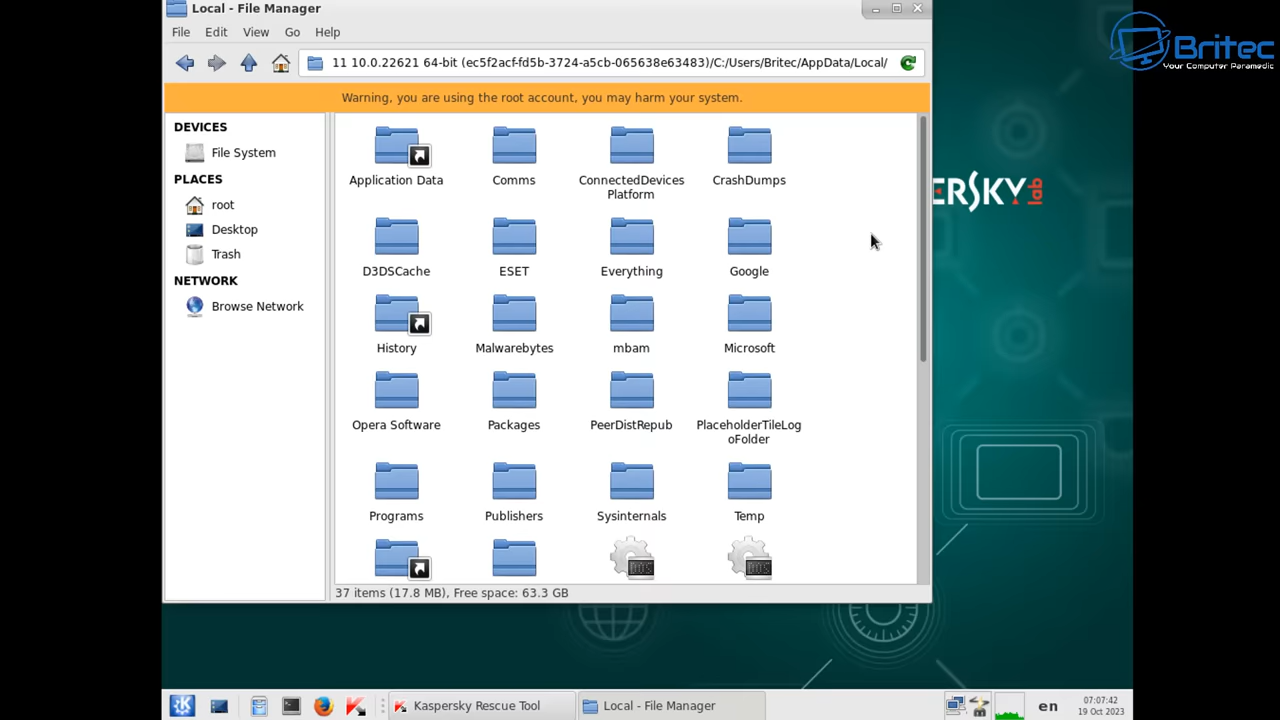 Local - File Manager
File Edit View Go Help
11 10.0.22621 64-bit (ec5f2acf-fd5b-3724-a5cb-065638e63483)/C:/Users/Britec/AppData/Local/
Warning, you are using the root account, you may harm your system.
DEVICES
File System
PLACES
root
Desktop
Trash
NETWORK
Browse Network
Application Data
Comms
ConnectedDevices
Platform
CrashDumps
D3DSCache
ESET
Everything
Google
History
Malwarebytes
mbam
Microsoft
Opera Software
Packages
PeerDistRepub
PlaceholderTileLog
oFolder
Programs
Publishers
Sysinternals
Temp
37 items (17.8 MB), Free space: 63.3 GB
Britec
Your Computer Paramedic
ERSKY lab
Kaspersky Rescue Tool
Local - File Manager
en
07:07:42
19 Oct 2023